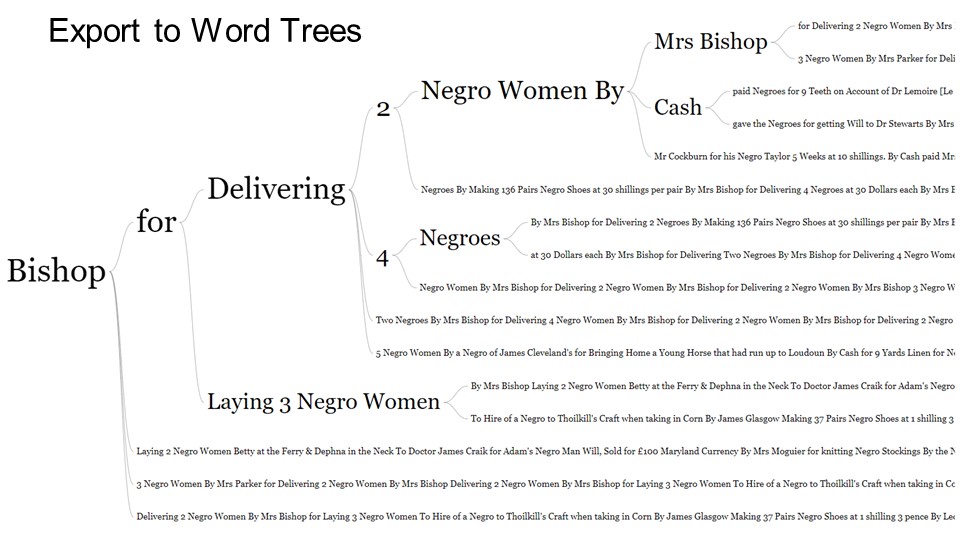 Export to Word Trees
for Delivering 2 Negro Women By Mrs
Mrs Bishop
3 Negro Women By Mrs Parker for Deli
Negro Women By
paid Negroes for 9 Teeth on Account of Dr Lemoire [Le
Cash
gave the Negroes for getting Will to Dr Stewarts By Mrs
2
Mr Cockburn for his Negro Taylor 5 Weeks at 10 shillings. By Cash paid Mr
Delivering
Negroes By Making 136 Pairs Negro Shoes at 30 shillings per pair By Mrs Bishop for Delivering 4 Negroes at 30 Dollars each By Mrs B
for
By Mrs Bishop for Delivering 2 Negroes By Making 136 Pairs Negro Shoes at 30 shillings per pair By Mrs B
Negroes
4
at 30 Dollars each By Mrs Bishop for Delivering Two Negroes By Mrs Bishop for Delivering 4 Negro Wome
Bishop
Negro Women By Mrs Bishop for Delivering 2 Negro Women By Mrs Bishop for Delivering 2 Negro Women By Mrs Bishop 3 Negro W
Two Negroes By Mrs Bishop for Delivering 4 Negro Women By Mrs Bishop for Delivering 2 Negro Women By Mrs Bishop for Delivering 2 Negro
5 Negro Women By a Negro of James Cleveland's for Bringing Home a Young Horse that had run up to Loudoun By Cash for 9 Yards Linen for Ne
By Mrs Bishop Laying 2 Negro Women Betty at the Ferry & Dephna in the Neck To Doctor James Craik for Adam's Negro
Laying 3 Negro Women
To Hire of a Negro to Thoilkill's Craft when taking in Corn By James Glasgow Making 37 Pairs Negro Shoes at 1 shilling 3
Laying 2 Negro Women Betty at the Ferry & Dephna in the Neck To Doctor James Craik for Adam's Negro Man Will, Sold for £100 Maryland Currency By Mrs Moguier for knitting Negro Stockings By the N
3 Negro Women By Mrs Parker for Delivering 2 Negro Women By Mrs Bishop Delivering 2 Negro Women By Mrs Bishop for Laying 3 Negro Women To Hire of a Negro to Thoilkill's Craft when taking in Co
Delivering 2 Negro Women By Mrs Bishop for Laying 3 Negro Women To Hire of a Negro to Thoilkill's Craft when taking in Corn By James Glasgow Making 37 Pairs Negro Shoes at 1 shilling 3 pence By Leo